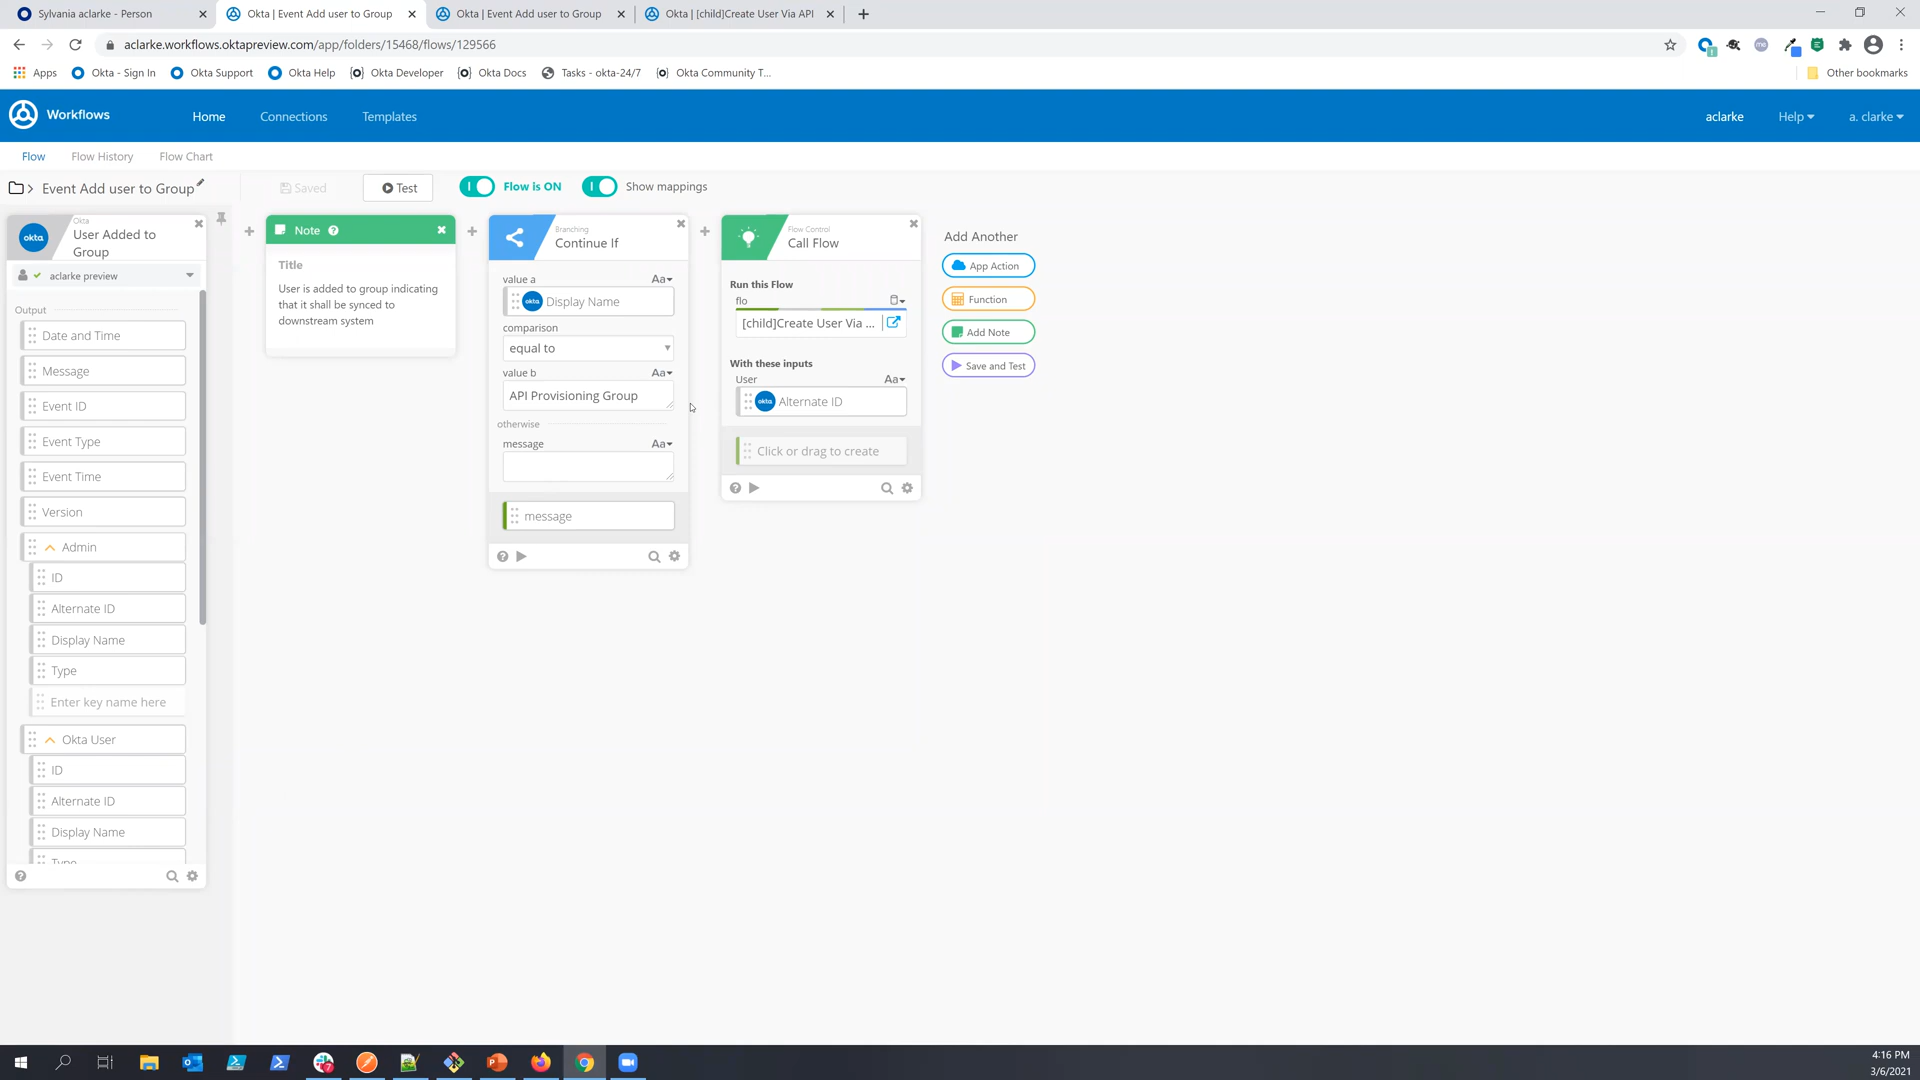 Sylvania aclarke - Person
Okta | Event Add user to Group
Okta | Event Add user to Group
Okta | [child]Create User Via API
aclarke.workflows.oktapreview.com/app/folders/15468/flows/129566
Apps
Okta - Sign In
Okta Support
Okta Help
Okta Developer
Okta Docs
Tasks - okta-24/7
Okta Community T...
Other bookmarks
Workflows
Home
Connections
Templates
aclarke
Help
a. clarke
Flow
Flow History
Flow Chart
Event Add user to Group
Saved
Test
Flow is ON
Show mappings
okta
Okta
User Added to
Group
aclarke preview
Output
Date and Time
Message
Event ID
Event Type
Event Time
Version
Admin
ID
Alternate ID
Display Name
Type
Enter key name here
Okta User
ID
Alternate ID
Display Name
Type
Note
Title
User is added to group indicating
that it shall be synced to
downstream system
Branching
Continue If
value a
Aa
okta
Display Name
comparison
equal to
value b
Aa
API Provisioning Group
otherwise
message
Aa
message
Flow Control
Call Flow
Run this Flow
flo
[child]Create User Via ...
With these inputs
User
Aa
okta
Alternate ID
Click or drag to create
Add Another
App Action
Function
Add Note
Save and Test
4:16 PM
3/6/2021